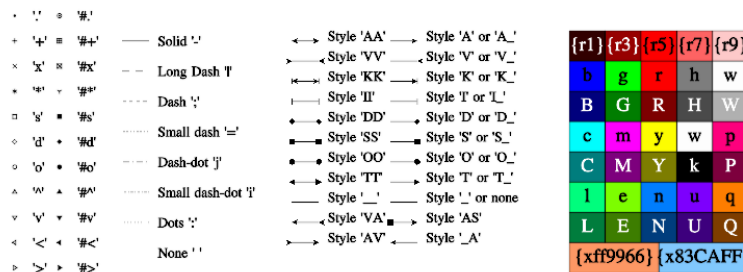 '.' '#.'
'+' '#+'
'x' '#x'
'*' '#*'
's' '#s'
'd' '#d'
'o' '#o'
'^' '#^'
'v' '#v'
'<' '#<'
'>' '#>'
Solid '-'
Long Dash '|'
Dash ';'
Small dash '='
Dash-dot 'j'
Small dash-dot 'i'
Dots ':'
None ' '
Style 'AA' Style 'A' or 'A_'
Style 'VV' Style 'V' or 'V_'
Style 'KK' Style 'K' or 'K_'
Style 'II' Style 'I' or 'I_'
Style 'DD' Style 'D' or 'D_'
Style 'SS' Style 'S' or 'S_'
Style 'OO' Style 'O' or 'O_'
Style 'TT' Style 'T' or 'T_'
Style '__' Style '_' or none
Style 'VA' Style 'AS'
Style 'AV' Style '_A'
{r1} {r3} {r5} {r7} {r9}
b g r h w
B G R H W
c m y w p
C M Y k P
l e n u q
L E N U Q
{xff9966} {x83CAFF}